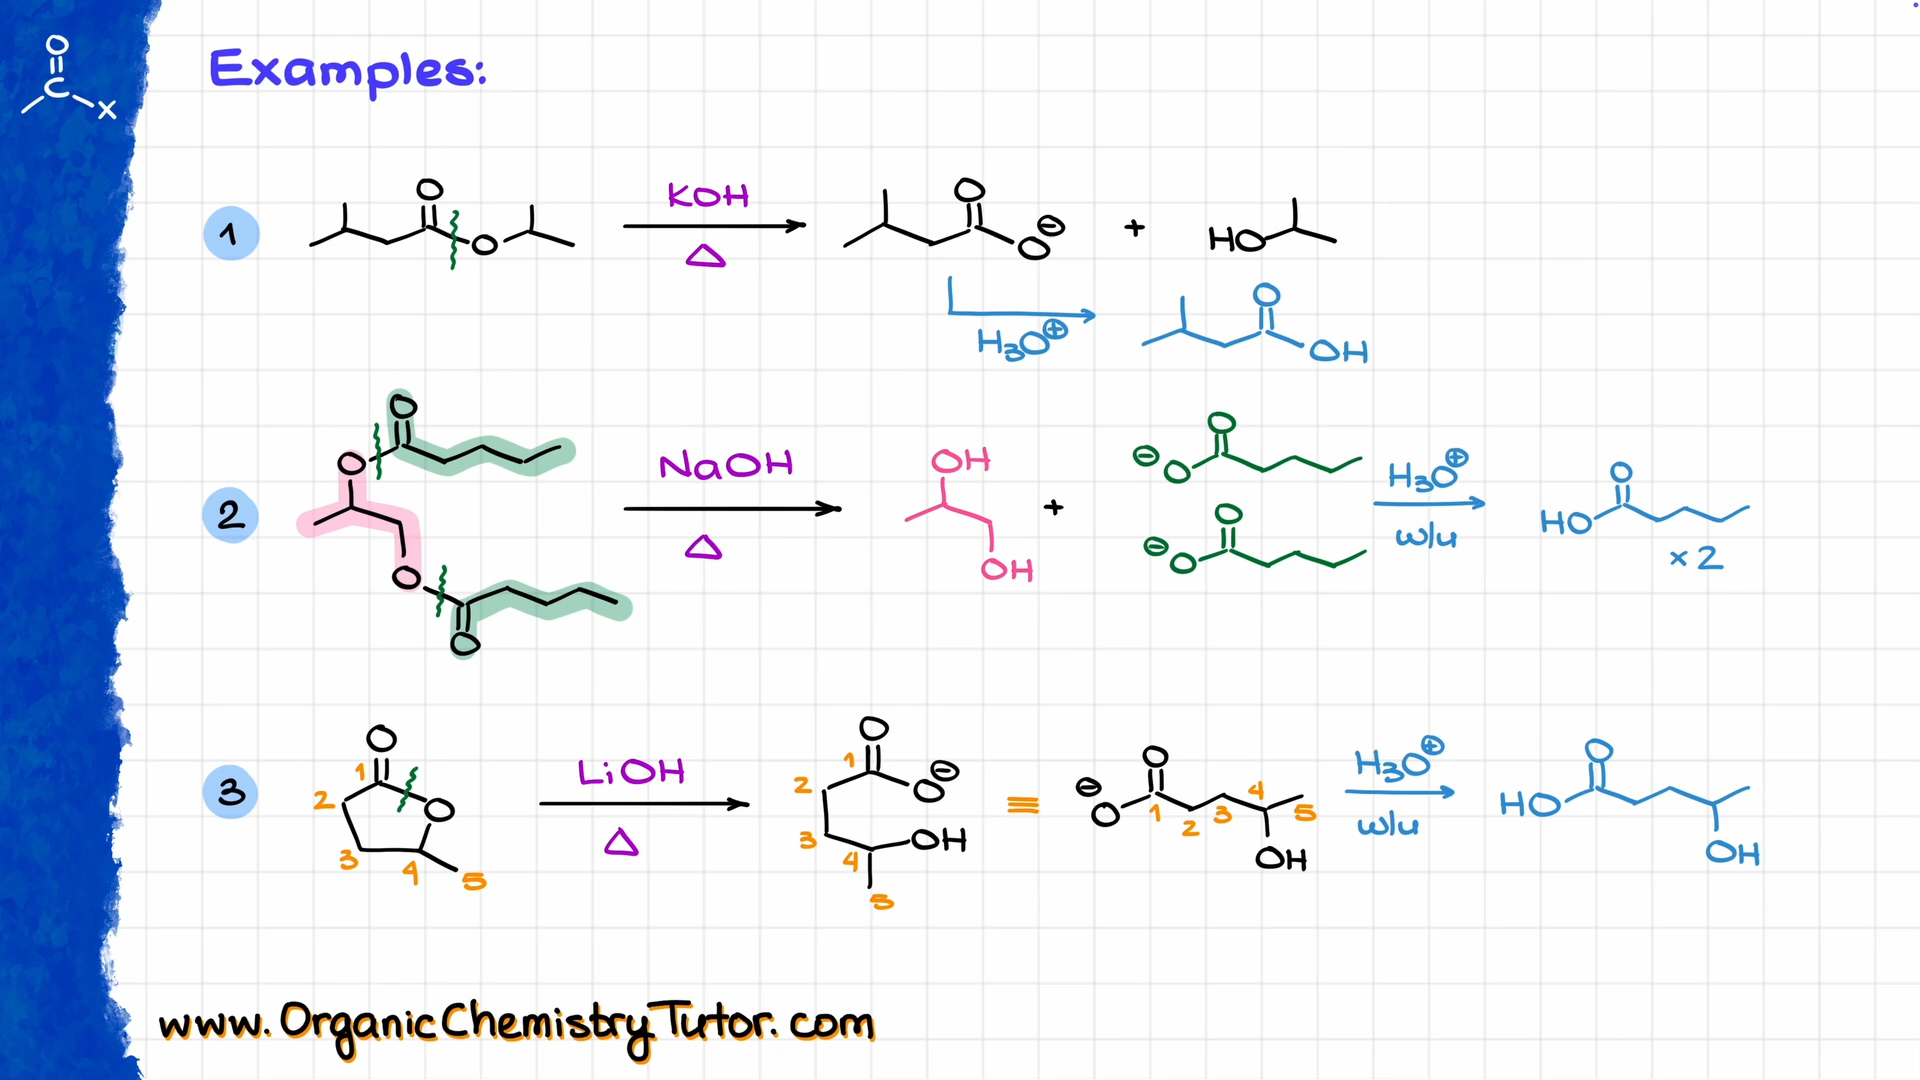 O
C
X
Examples:
1
O
O
KOH
△
O
O⊖
+
HO
H₃O⊕
O
OH
2
O
O
O
O
NaOH
△
OH
OH
+
⊖O
O
⊖O
O
H₃O⊕
w/u
HO
O
x2
3
O
1
2
O
3
4
5
LiOH
△
O
1
2
O⊖
3
OH
4
5
≡
⊖O
O
1
2
3
4
5
OH
H₃O⊕
w/u
HO
O
OH
www.OrganicChemistryTutor.com